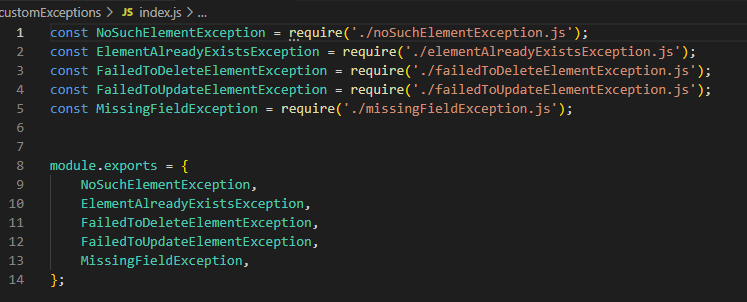 customExceptions > JS index.js > ...
1 const NoSuchElementException = require('./noSuchElementException.js');
2 const ElementAlreadyExistsException = require('./elementAlreadyExistsException.js');
3 const FailedToDeleteElementException = require('./failedToDeleteElementException.js');
4 const FailedToUpdateElementException = require('./failedToUpdateElementException.js');
5 const MissingFieldException = require('./missingFieldException.js');
6
7
8 module.exports = {
9 NoSuchElementException,
10 ElementAlreadyExistsException,
11 FailedToDeleteElementException,
12 FailedToUpdateElementException,
13 MissingFieldException,
14 };